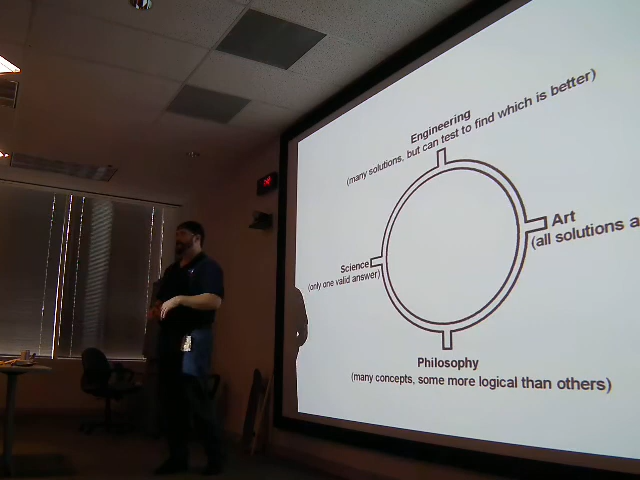 Engineering
(many solutions, but can test to find which is better)
Art
(all solutions a
Science
(only one valid answer)
Philosophy
(many concepts, some more logical than others)